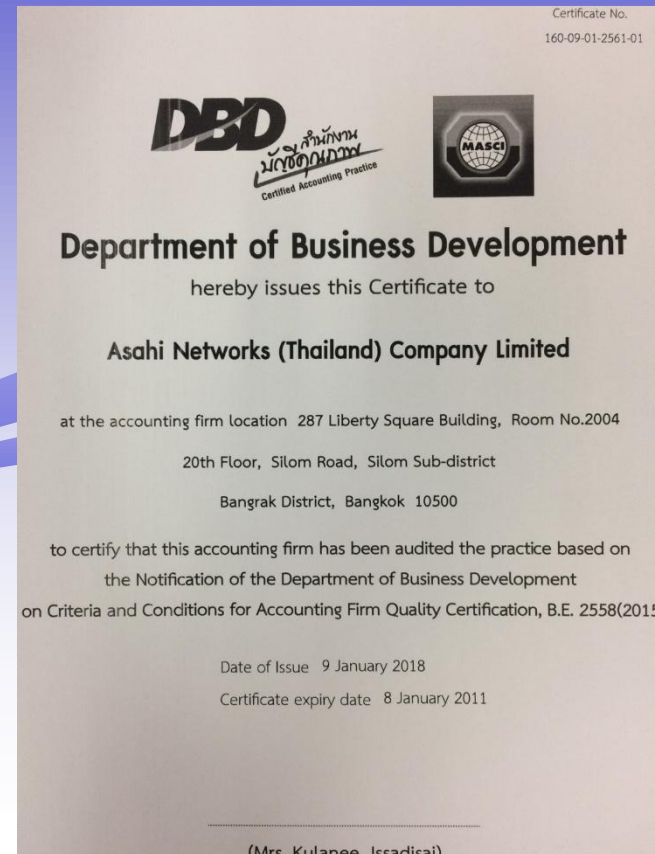 Certificate No.
160-09-01-2561-01
DBD
สำนักงาน
บัญชีคุณภาพ
Certified Accounting Practice
MASCI
Department of Business Development
hereby issues this Certificate to
Asahi Networks (Thailand) Company Limited
at the accounting firm location 287 Liberty Square Building, Room No.2004
20th Floor, Silom Road, Silom Sub-district
Bangrak District, Bangkok 10500
to certify that this accounting firm has been audited the practice based on
the Notification of the Department of Business Development
on Criteria and Conditions for Accounting Firm Quality Certification, B.E. 2558(2015
Date of Issue 9 January 2018
Certificate expiry date 8 January 2011
(Mrs. Kulanee Issadisai)